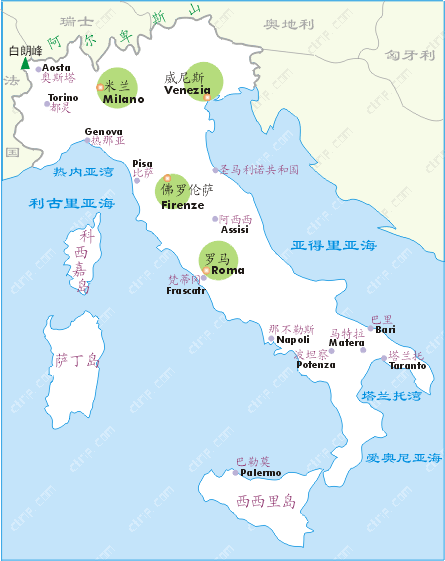 瑞士
奥地利
匈牙利
法
国
阿尔卑斯山
白朗峰
Aosta
奥斯塔
Torino
都灵
米兰
Milano
威尼斯
Venezia
Genova
热那亚
Pisa
比萨
佛罗伦萨
Firenze
圣马利诺共和国
热内亚湾
利古里亚海
阿西西
Assisi
亚得里亚海
科西嘉岛
罗马
Roma
梵蒂冈
Frascatr
萨丁岛
那不勒斯
Napoli
马特拉
Matera
巴里
Bari
波坦察
Potenza
塔兰托
Taranto
塔兰托湾
爱奥尼亚海
巴勒莫
Palermo
西西里岛
ctrip.com